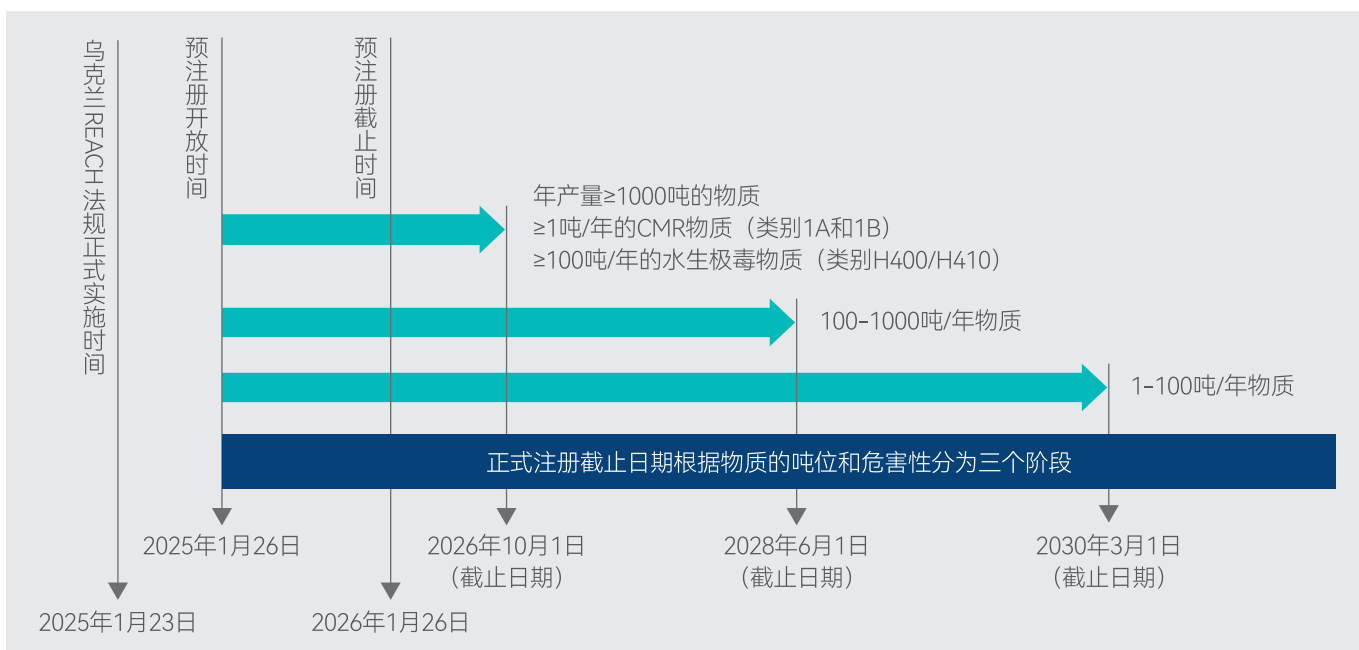 乌克兰REACH法规正式实施时间
预注册开放时间
预注册截止时间
年产量≥1000吨的物质
≥1吨/年的CMR物质（类别1A和1B）
≥100吨/年的水生极毒物质（类别H400/H410）
100-1000吨/年物质
1-100吨/年物质
正式注册截止日期根据物质的吨位和危害性分为三个阶段
2025年1月26日
2026年10月1日
（截止日期）
2028年6月1日
（截止日期）
2030年3月1日
（截止日期）
2025年1月23日
2026年1月26日